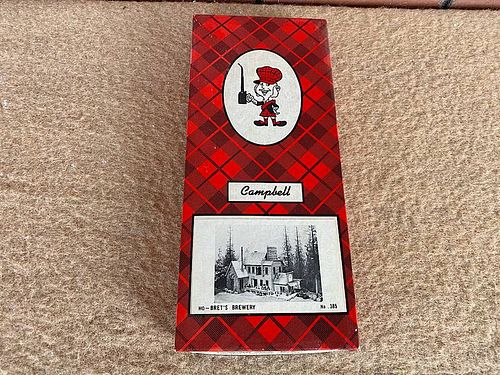 Campbell
HO - BRET'S BREWERY No. 385